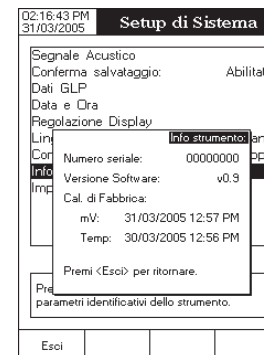 02:16:43 PM
31/03/2005
Setup di Sistema
Segnale Acustico
Conferma salvataggio: Abilitat
Dati GLP
Data e Ora
Regolazione Display
Info strumento:
Numero seriale: 00000000
Versione Software: v0.9
Cal. di Fabbrica:
mV: 31/03/2005 12:57 PM
Temp: 30/03/2005 12:56 PM
Premi <Esci> per ritornare.
Info
parametri identificativi dello strumento.
Esci